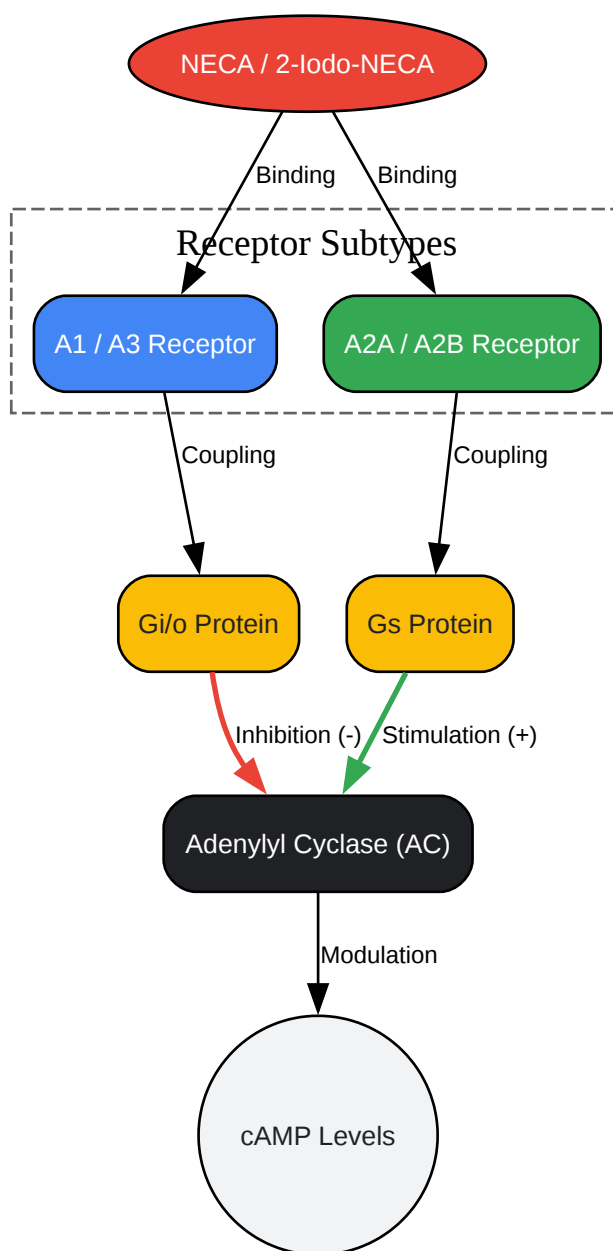 NECA / 2-Iodo-NECA
Binding
Binding
Receptor Subtypes
A1 / A3 Receptor
A2A / A2B Receptor
Coupling
Coupling
Gi/o Protein
Gs Protein
Inhibition (-)
Stimulation (+)
Adenylyl Cyclase (AC)
Modulation
cAMP Levels